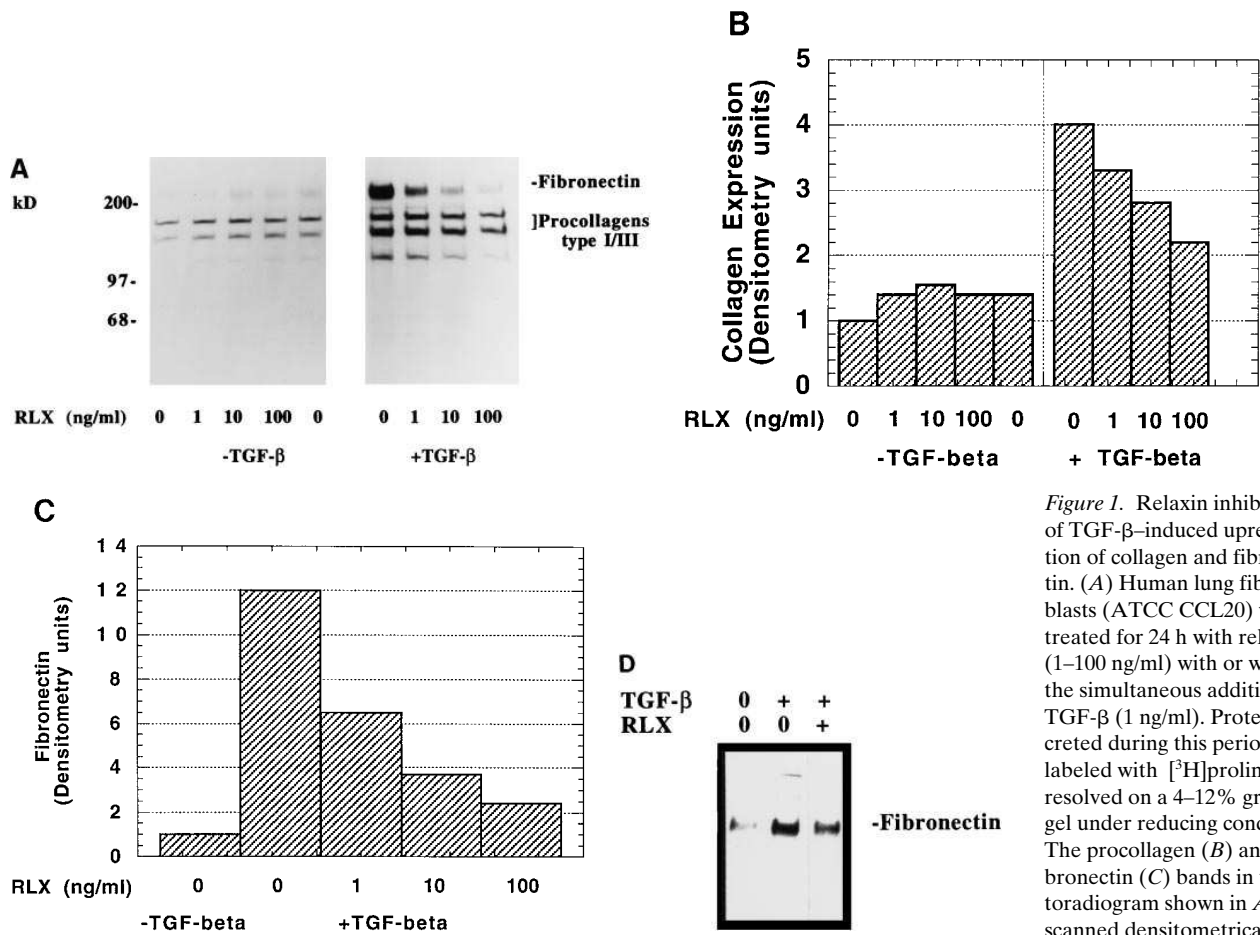 A
kD
200-
97-
68-
-Fibronectin
]Procollagens
type I/III
RLX (ng/ml) 0 1 10 100 0 0 1 10 100
-TGF-β +TGF-β
B
Collagen Expression
(Densitometry units)
5
4
3
2
1
0
RLX (ng/ml) 0 1 10 100 0 0 1 10 100
-TGF-beta + TGF-beta
C
Fibronectin
(Densitometry units)
14
12
10
8
6
4
2
0
RLX (ng/ml) 0 0 1 10 100
-TGF-beta +TGF-beta
D
TGF-β 0 + +
RLX 0 0 +
-Fibronectin
Figure 1. Relaxin inhib
of TGF-β–induced upre
tion of collagen and fibr
tin. (A) Human lung fib
blasts (ATCC CCL20)
treated for 24 h with rel
(1–100 ng/ml) with or w
the simultaneous additi
TGF-β (1 ng/ml). Prote
creted during this perio
labeled with [³H]prolin
resolved on a 4–12% gr
gel under reducing cond
The procollagen (B) an
bronectin (C) bands in
toradiogram shown in A
scanned densitometrica